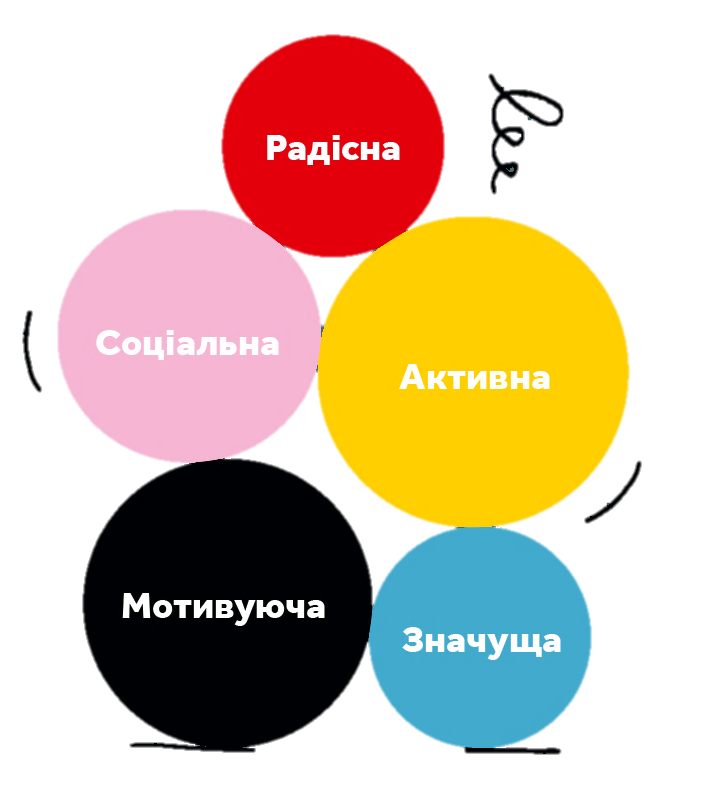 Радісна
Соціальна
Активна
Мотивуюча
Значуща